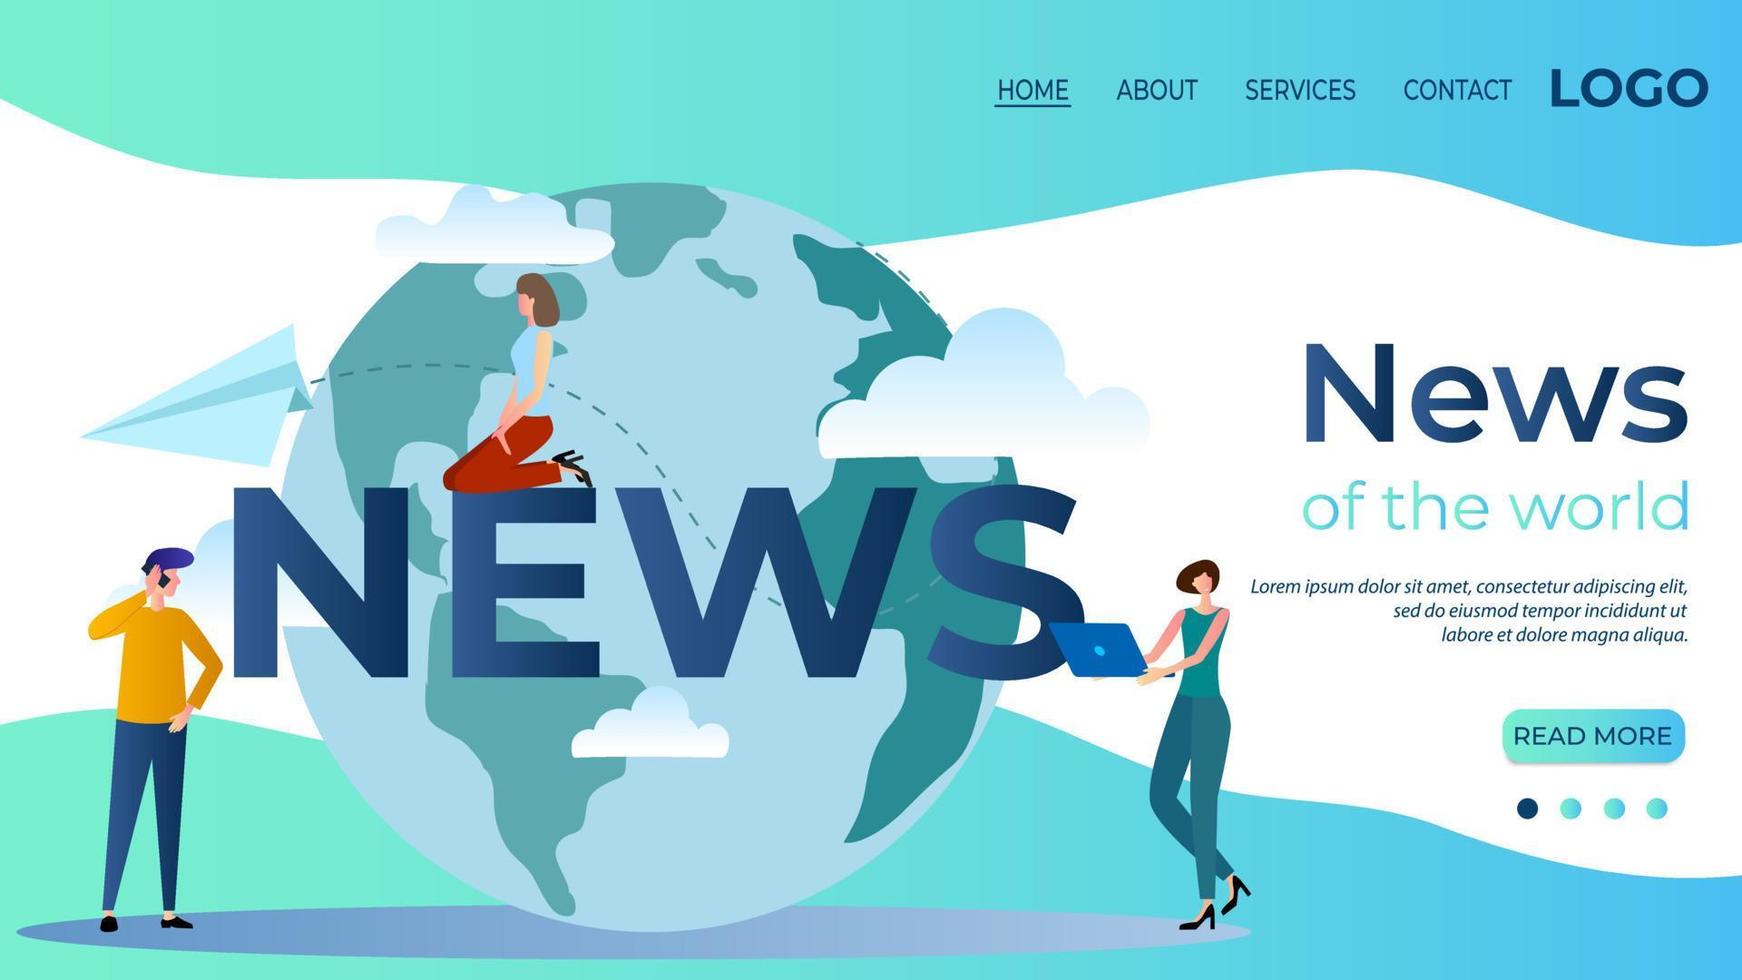 HOME ABOUT SERVICES CONTACT LOGO
NEWS
News
of the world
Lorem ipsum dolor sit amet, consectetur adipiscing elit,
sed do eiusmod tempor incididunt ut
labore et dolore magna aliqua.
READ MORE